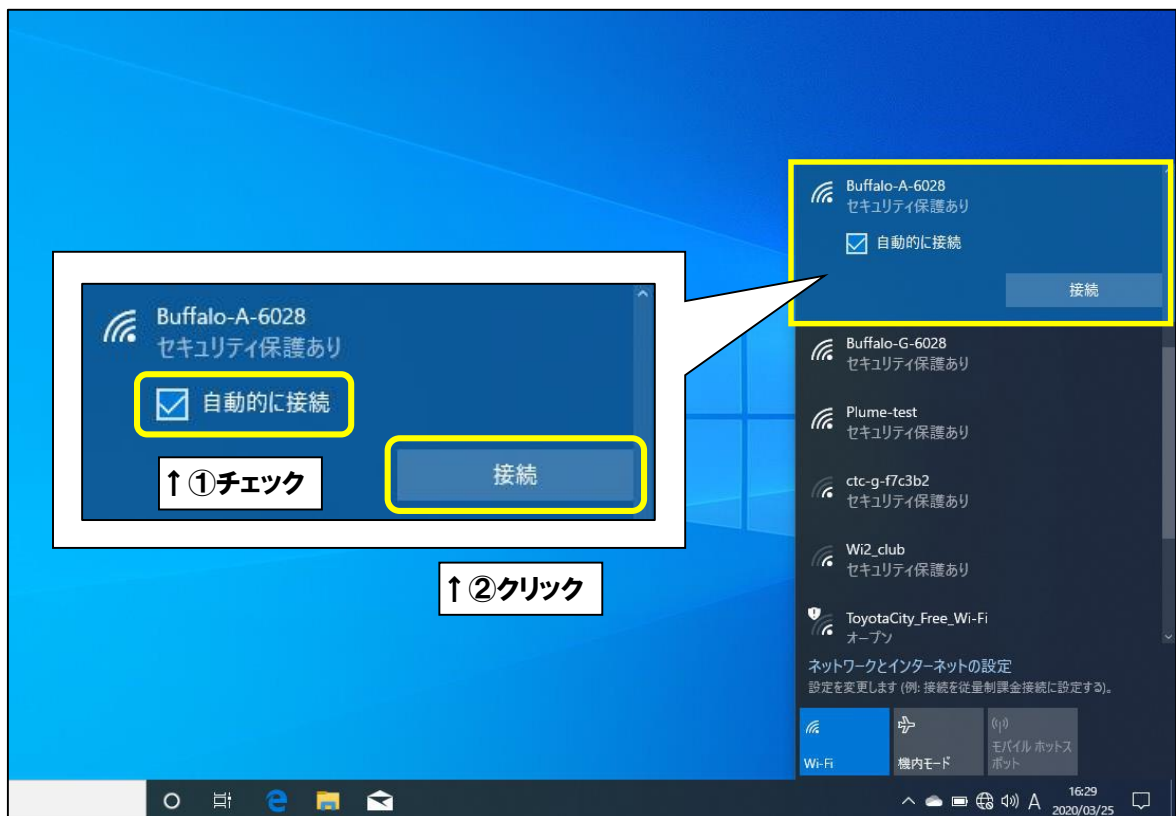 Buffalo-A-6028
セキュリティ保護あり
自動的に接続
接続
Buffalo-A-6028
セキュリティ保護あり
自動的に接続
接続
↑①チェック
↑②クリック
Buffalo-G-6028
セキュリティ保護あり
Plume-test
セキュリティ保護あり
ctc-g-f7c3b2
セキュリティ保護あり
Wi2_club
セキュリティ保護あり
ToyotaCity_Free_Wi-Fi
オープン
ネットワークとインターネットの設定
設定を変更します (例: 接続を従量制課金接続に設定する)。
Wi-Fi
機内モード
モバイル ホットス
ポット
A
16:29
2020/03/25